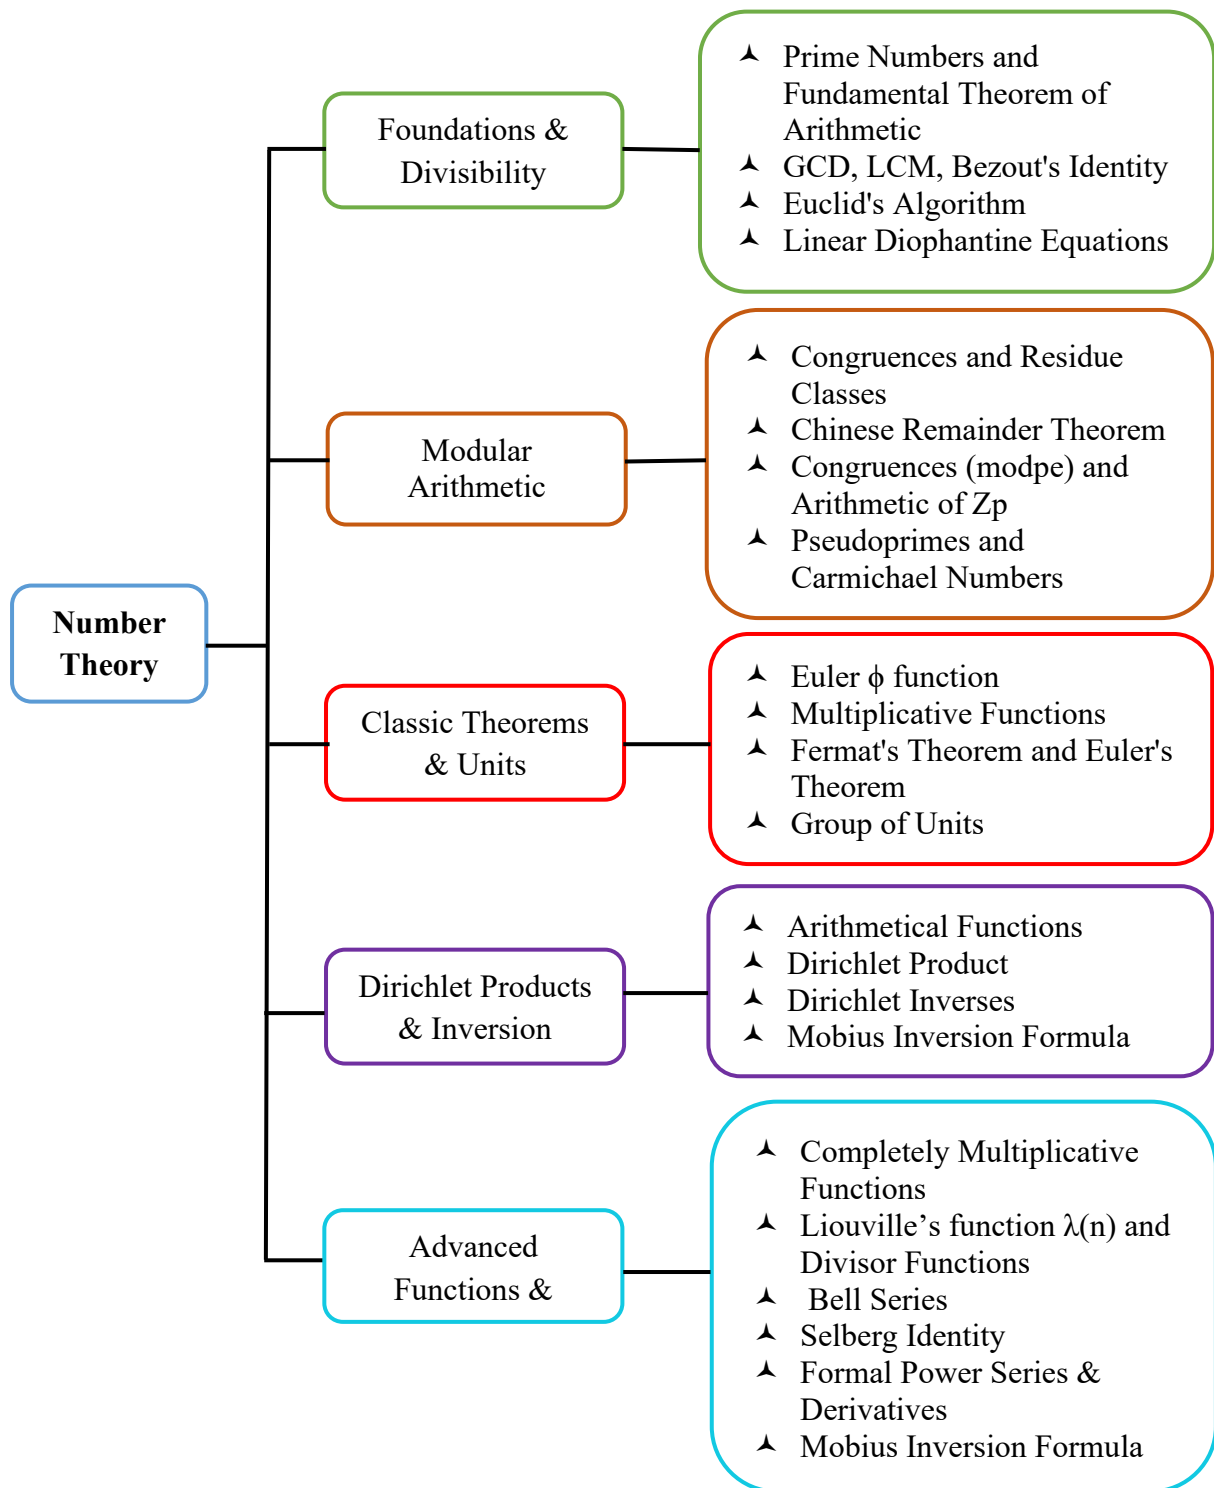 Number
Theory
Foundations &
Divisibility
Prime Numbers and
Fundamental Theorem of
Arithmetic
GCD, LCM, Bezout's Identity
Euclid's Algorithm
Linear Diophantine Equations
Modular
Arithmetic
Congruences and Residue
Classes
Chinese Remainder Theorem
Congruences (modpe) and
Arithmetic of Zp
Pseudoprimes and
Carmichael Numbers
Classic Theorems
& Units
Euler ϕ function
Multiplicative Functions
Fermat's Theorem and Euler's
Theorem
Group of Units
Dirichlet Products
& Inversion
Arithmetical Functions
Dirichlet Product
Dirichlet Inverses
Mobius Inversion Formula
Advanced
Functions &
Completely Multiplicative
Functions
Liouville’s function λ(n) and
Divisor Functions
Bell Series
Selberg Identity
Formal Power Series &
Derivatives
Mobius Inversion Formula